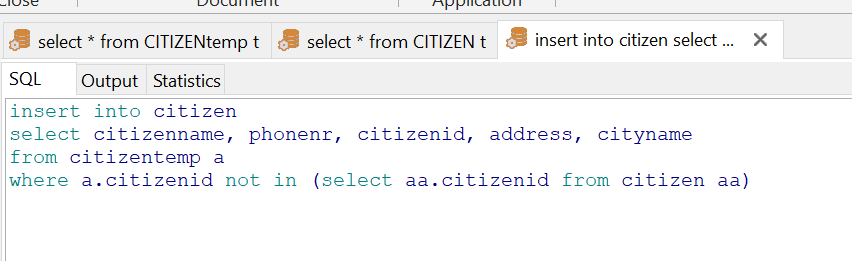 Document
Application
select * from CITIZENtemp t
select * from CITIZEN t
insert into citizen select ...
SQL
Output
Statistics
insert into citizen
select citizenname, phonenr, citizenid, address, cityname
from citizentemp a
where a.citizenid not in (select aa.citizenid from citizen aa)